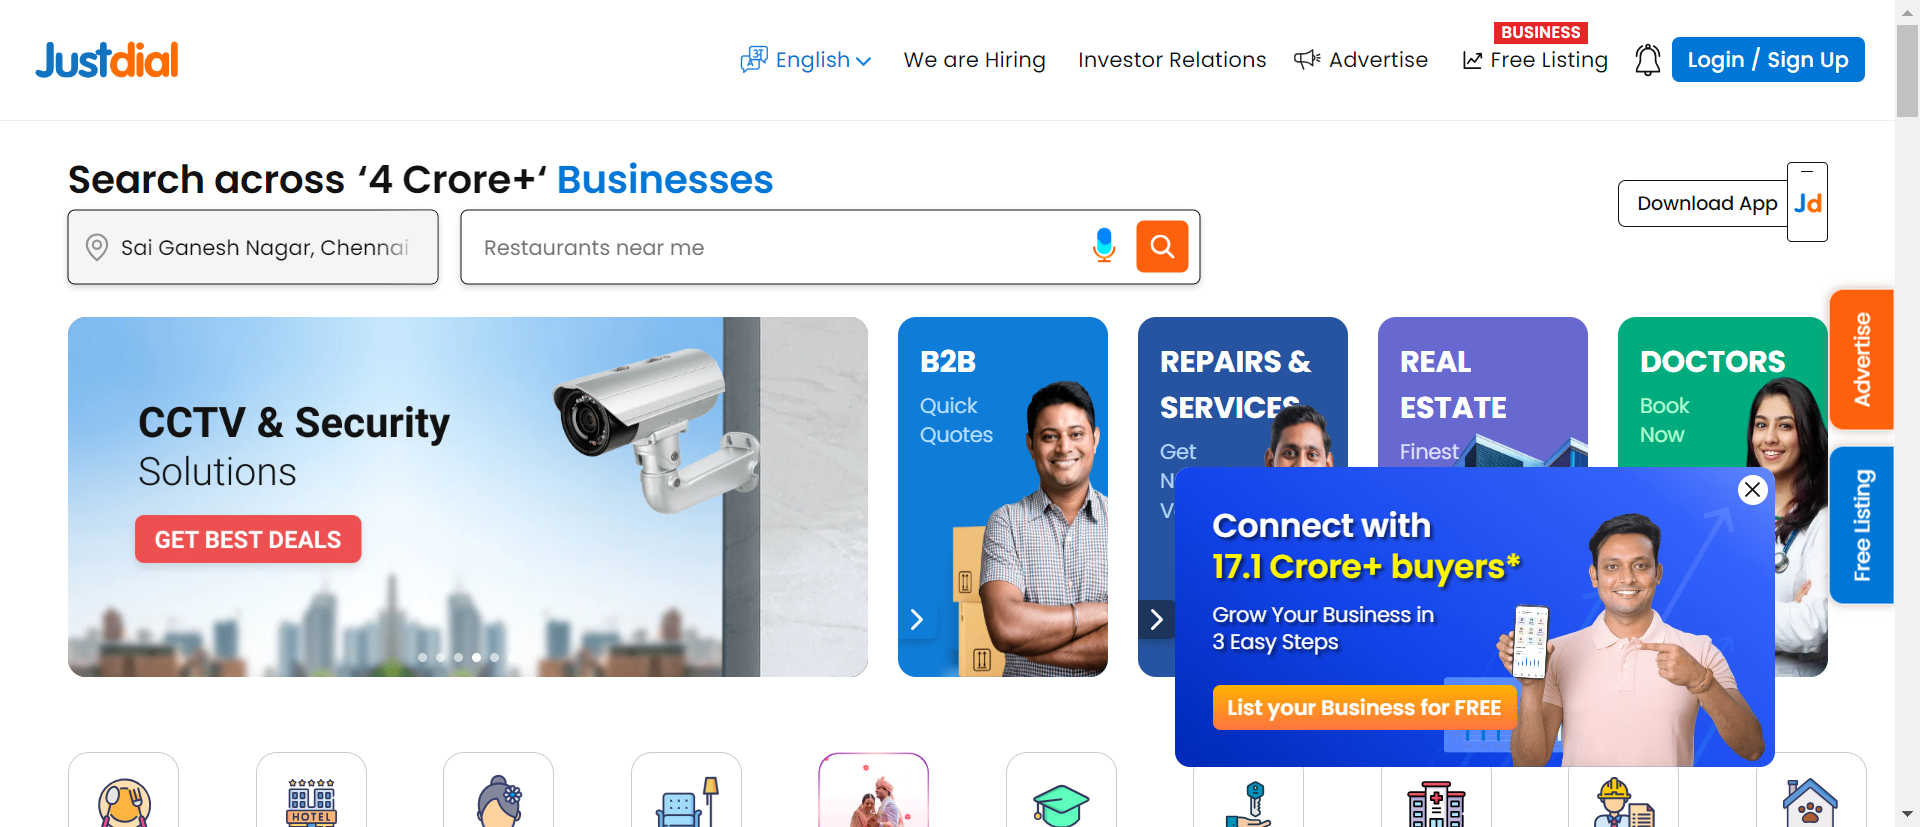 Justdial
English
We are Hiring
Investor Relations
Advertise
BUSINESS
Free Listing
Login / Sign Up
Search across ‘4 Crore+‘ Businesses
Sai Ganesh Nagar, Chennai
Restaurants near me
Download App
Jd
CCTV & Security
Solutions
GET BEST DEALS
B2B
Quick
Quotes
REPAIRS &
SERVICES
Get
REAL
ESTATE
Finest
DOCTORS
Book
Now
Advertise
Free Listing
Connect with
17.1 Crore+ buyers*
Grow Your Business in
3 Easy Steps
List your Business for FREE
HOTEL